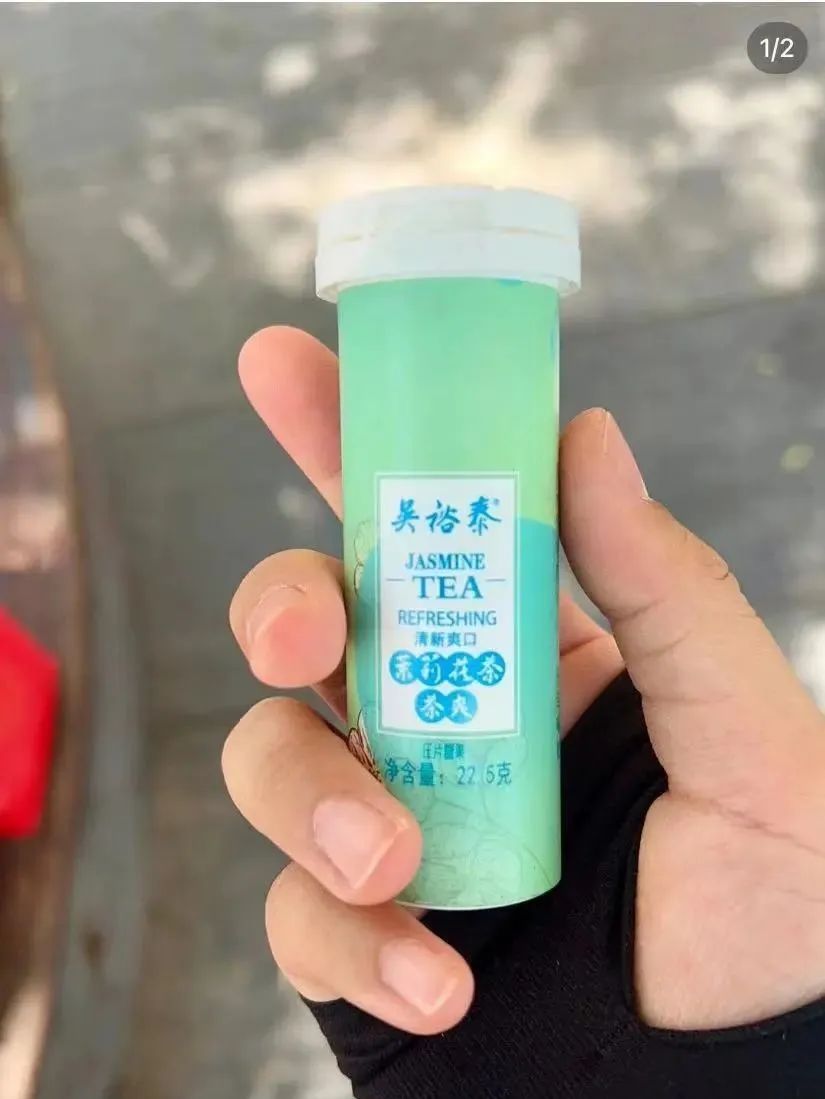 1/2
吴裕泰®
JASMINE
TEA
REFRESHING
清新爽口
茉莉花茶
茶爽
压片糖果
净含量：22.5克